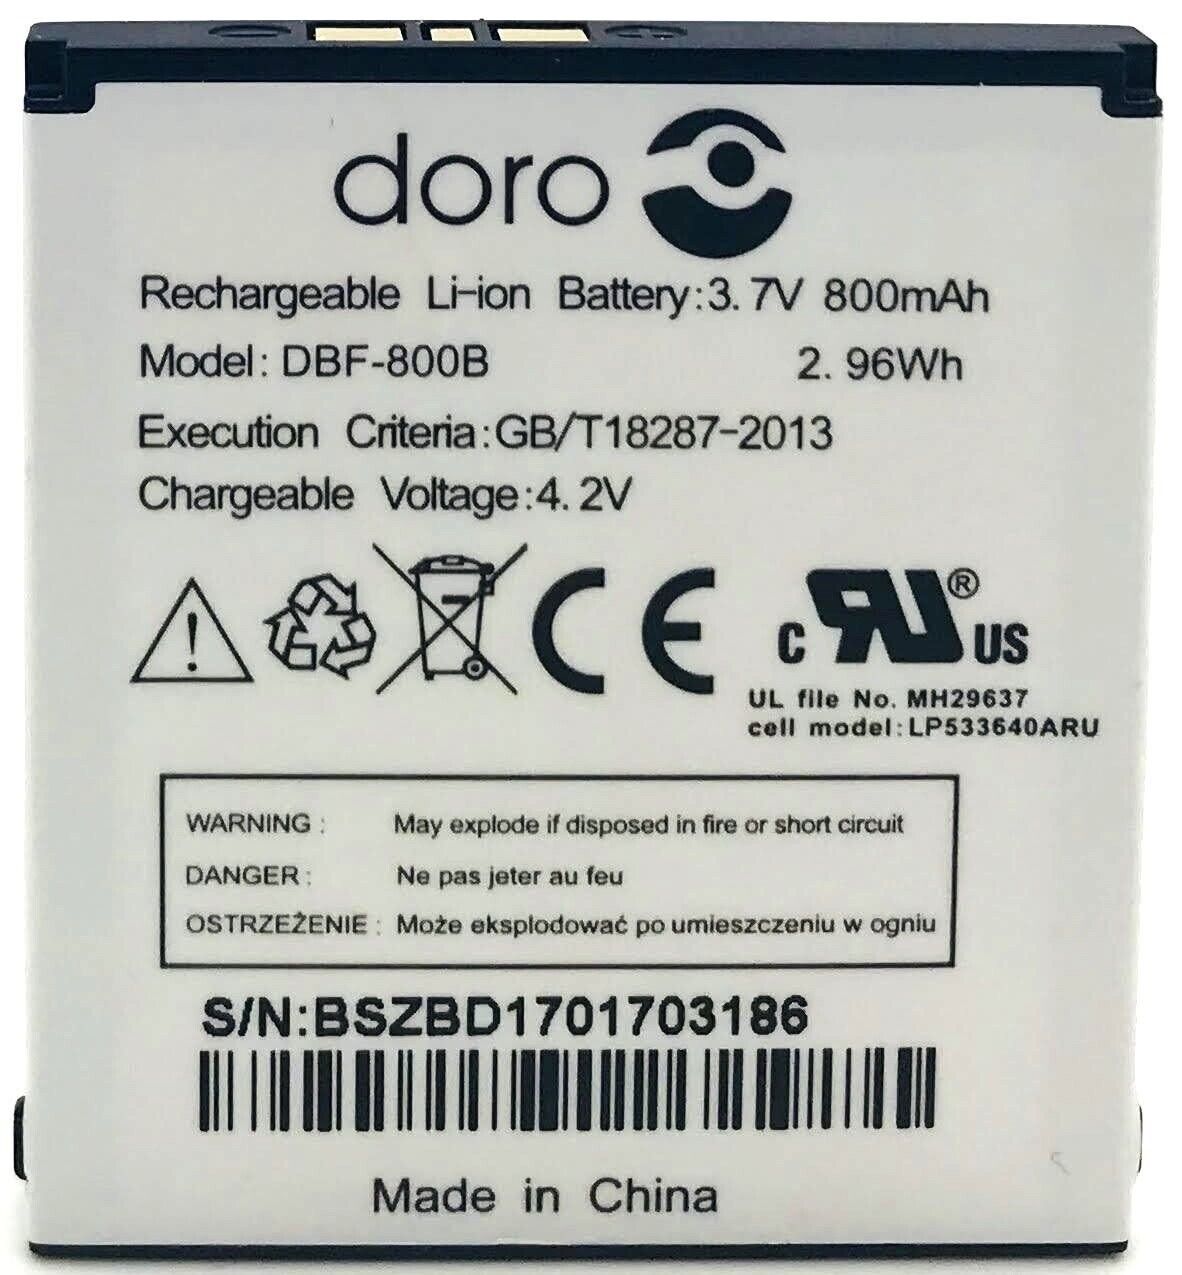 doro
Rechargeable Li-ion Battery:3.7V 800mAh
Model: DBF-800B 2.96Wh
Execution Criteria:GB/T18287-2013
Chargeable Voltage:4.2V
CE
c RU ® US
UL file No. MH29637
cell model:LP533640ARU
WARNING : May explode if disposed in fire or short circuit
DANGER : Ne pas jeter au feu
OSTRZEŻENIE : Może eksplodować po umieszczeniu w ogniu
S/N:BSZBD1701703186
Made in China